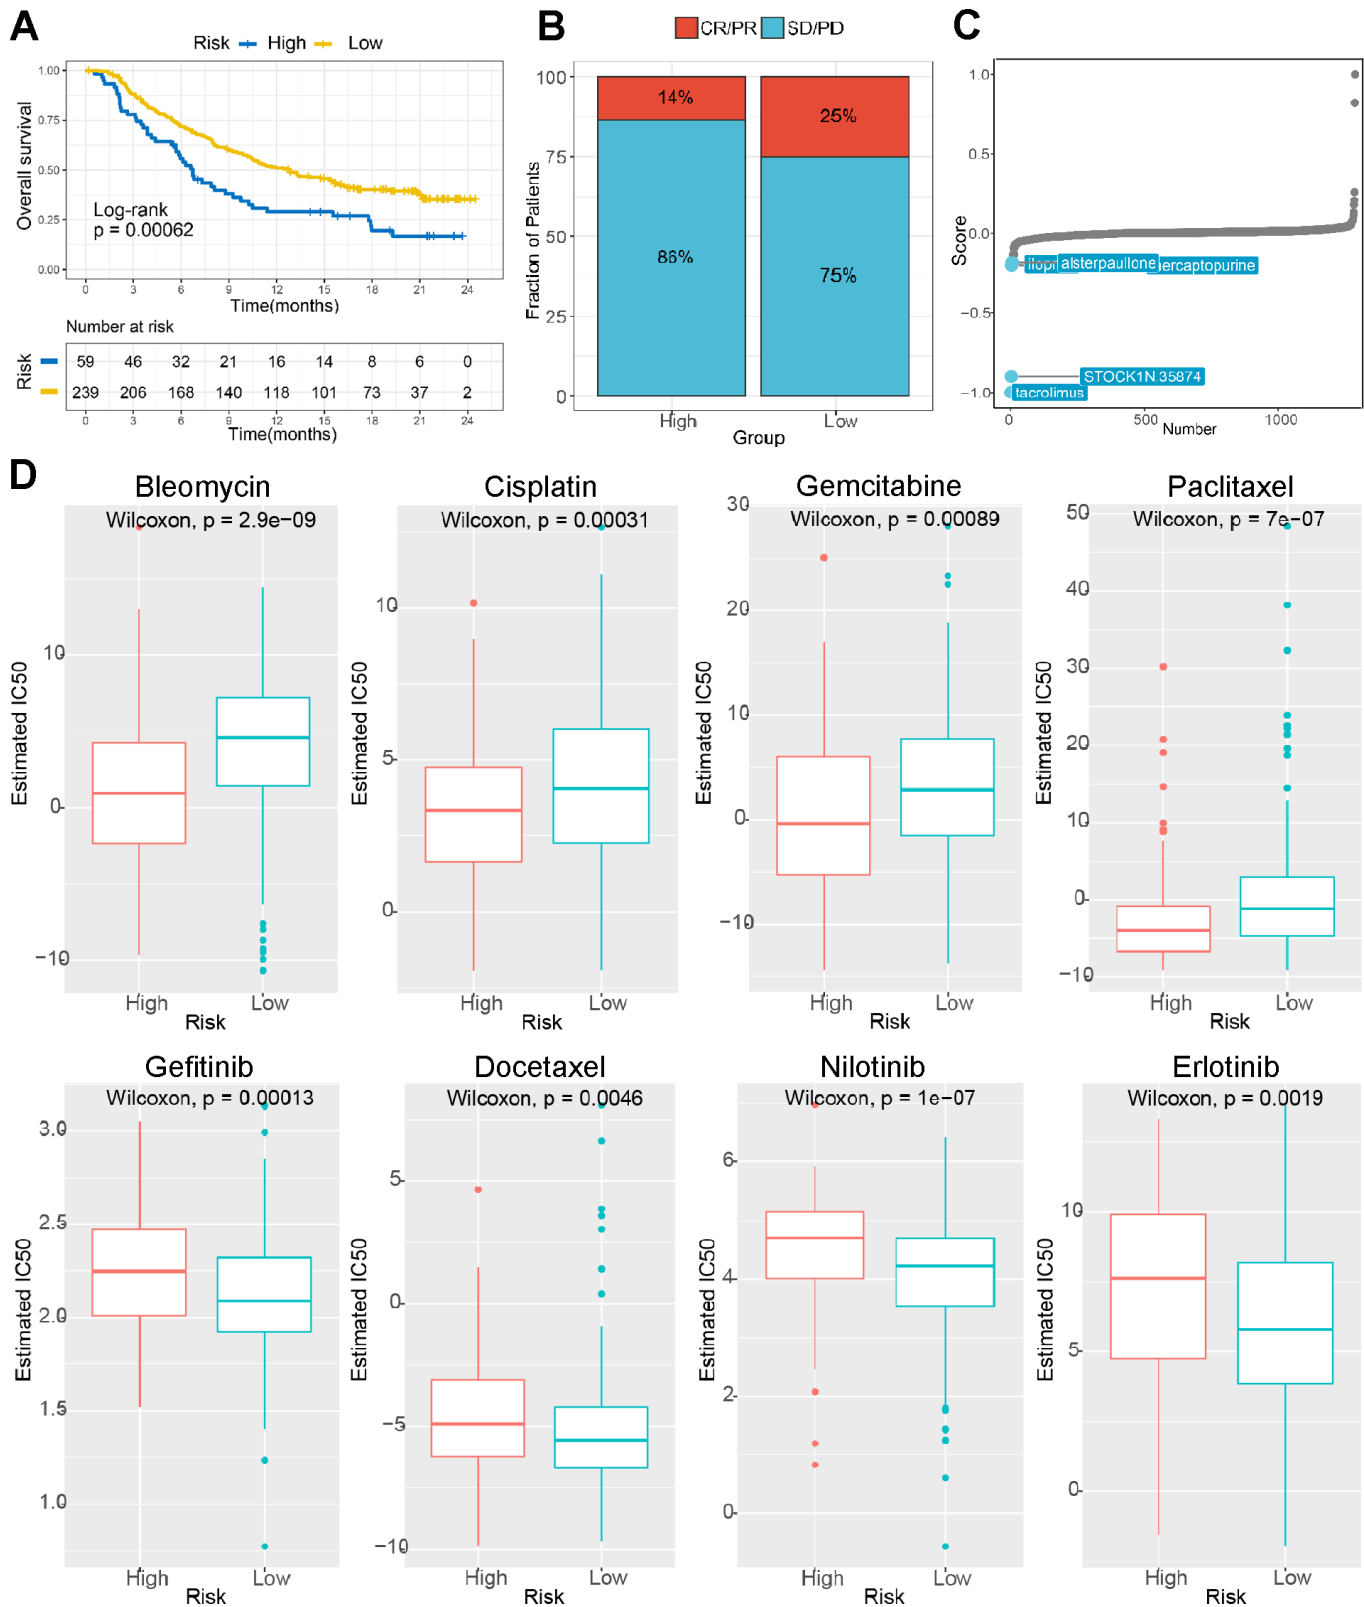 A
Risk High Low
1.00
0.75
0.50
0.25
0.00
Overall survival
Log-rank
p = 0.00062
0 3 6 9 12 15 18 21 24
Time(months)
Number at risk
Risk
59 46 32 21 16 14 8 6 0
239 206 168 140 118 101 73 37 2
0 3 6 9 12 15 18 21 24
Time(months)
B
CR/PR SD/PD
100
75
50
25
0
Fraction of Patients
14%
86%
25%
75%
High Low
Group
C
1.0
0.5
0.0
−0.5
−1.0
Score
alsterpaullone
STOCK1N.35874
tacrolimus
0 500 1000
Number
D
Bleomycin
Wilcoxon, p = 2.9e−09
10
0
−10
Estimated IC50
High Low
Risk
Cisplatin
Wilcoxon, p = 0.00031
10
5
0
Estimated IC50
High Low
Risk
Gemcitabine
Wilcoxon, p = 0.00089
30
20
10
0
−10
Estimated IC50
High Low
Risk
Paclitaxel
Wilcoxon, p = 7e−07
50
40
30
20
10
0
−10
Estimated IC50
High Low
Risk
Gefitinib
Wilcoxon, p = 0.00013
3.0
2.5
2.0
1.5
1.0
Estimated IC50
High Low
Risk
Docetaxel
Wilcoxon, p = 0.0046
5
0
−5
−10
Estimated IC50
High Low
Risk
Nilotinib
Wilcoxon, p = 1e−07
6
4
2
0
Estimated IC50
High Low
Risk
Erlotinib
Wilcoxon, p = 0.0019
10
5
0
Estimated IC50
High Low
Risk